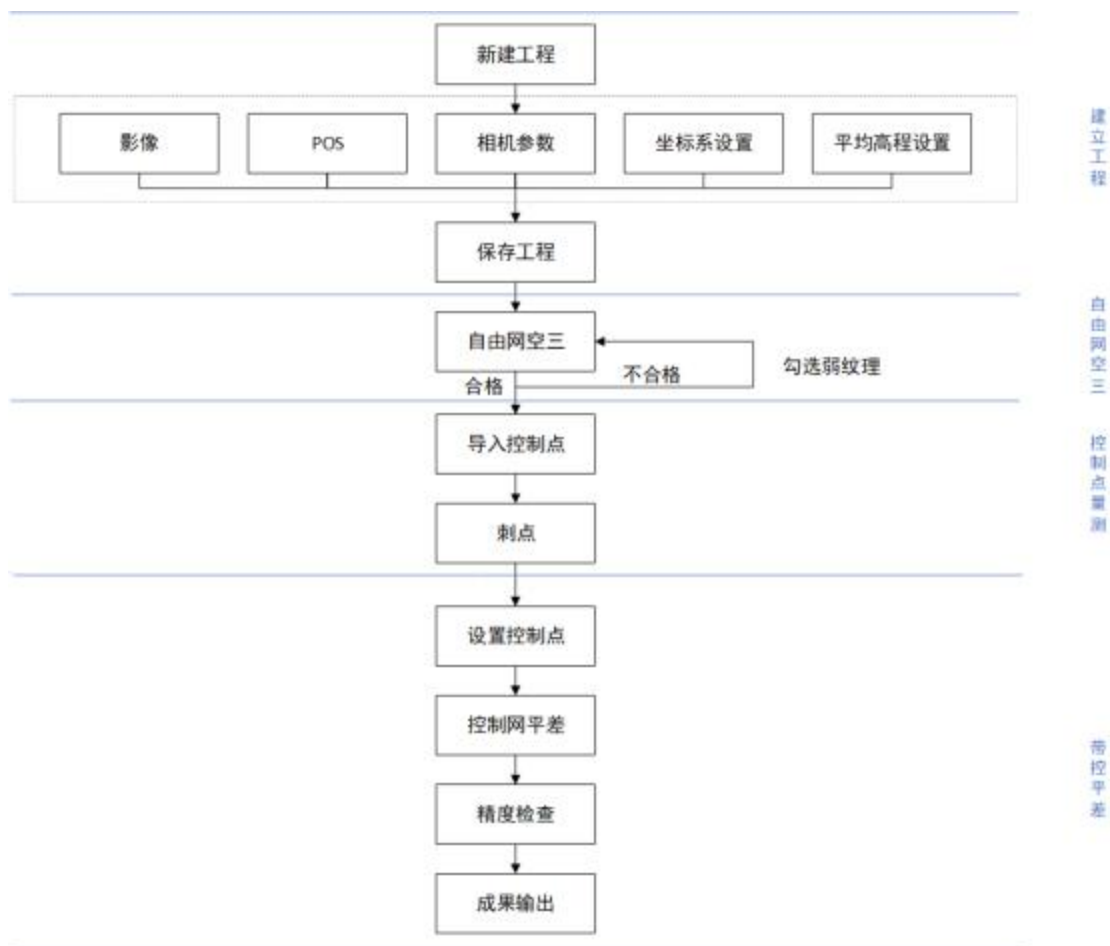 新建工程
影像
POS
相机参数
坐标系设置
平均高程设置
建立工程
保存工程
自由网空三
自由网空三
合格
不合格
勾选弱纹理
导入控制点
控制点量测
刺点
设置控制点
控制网平差
带控平差
精度检查
成果输出